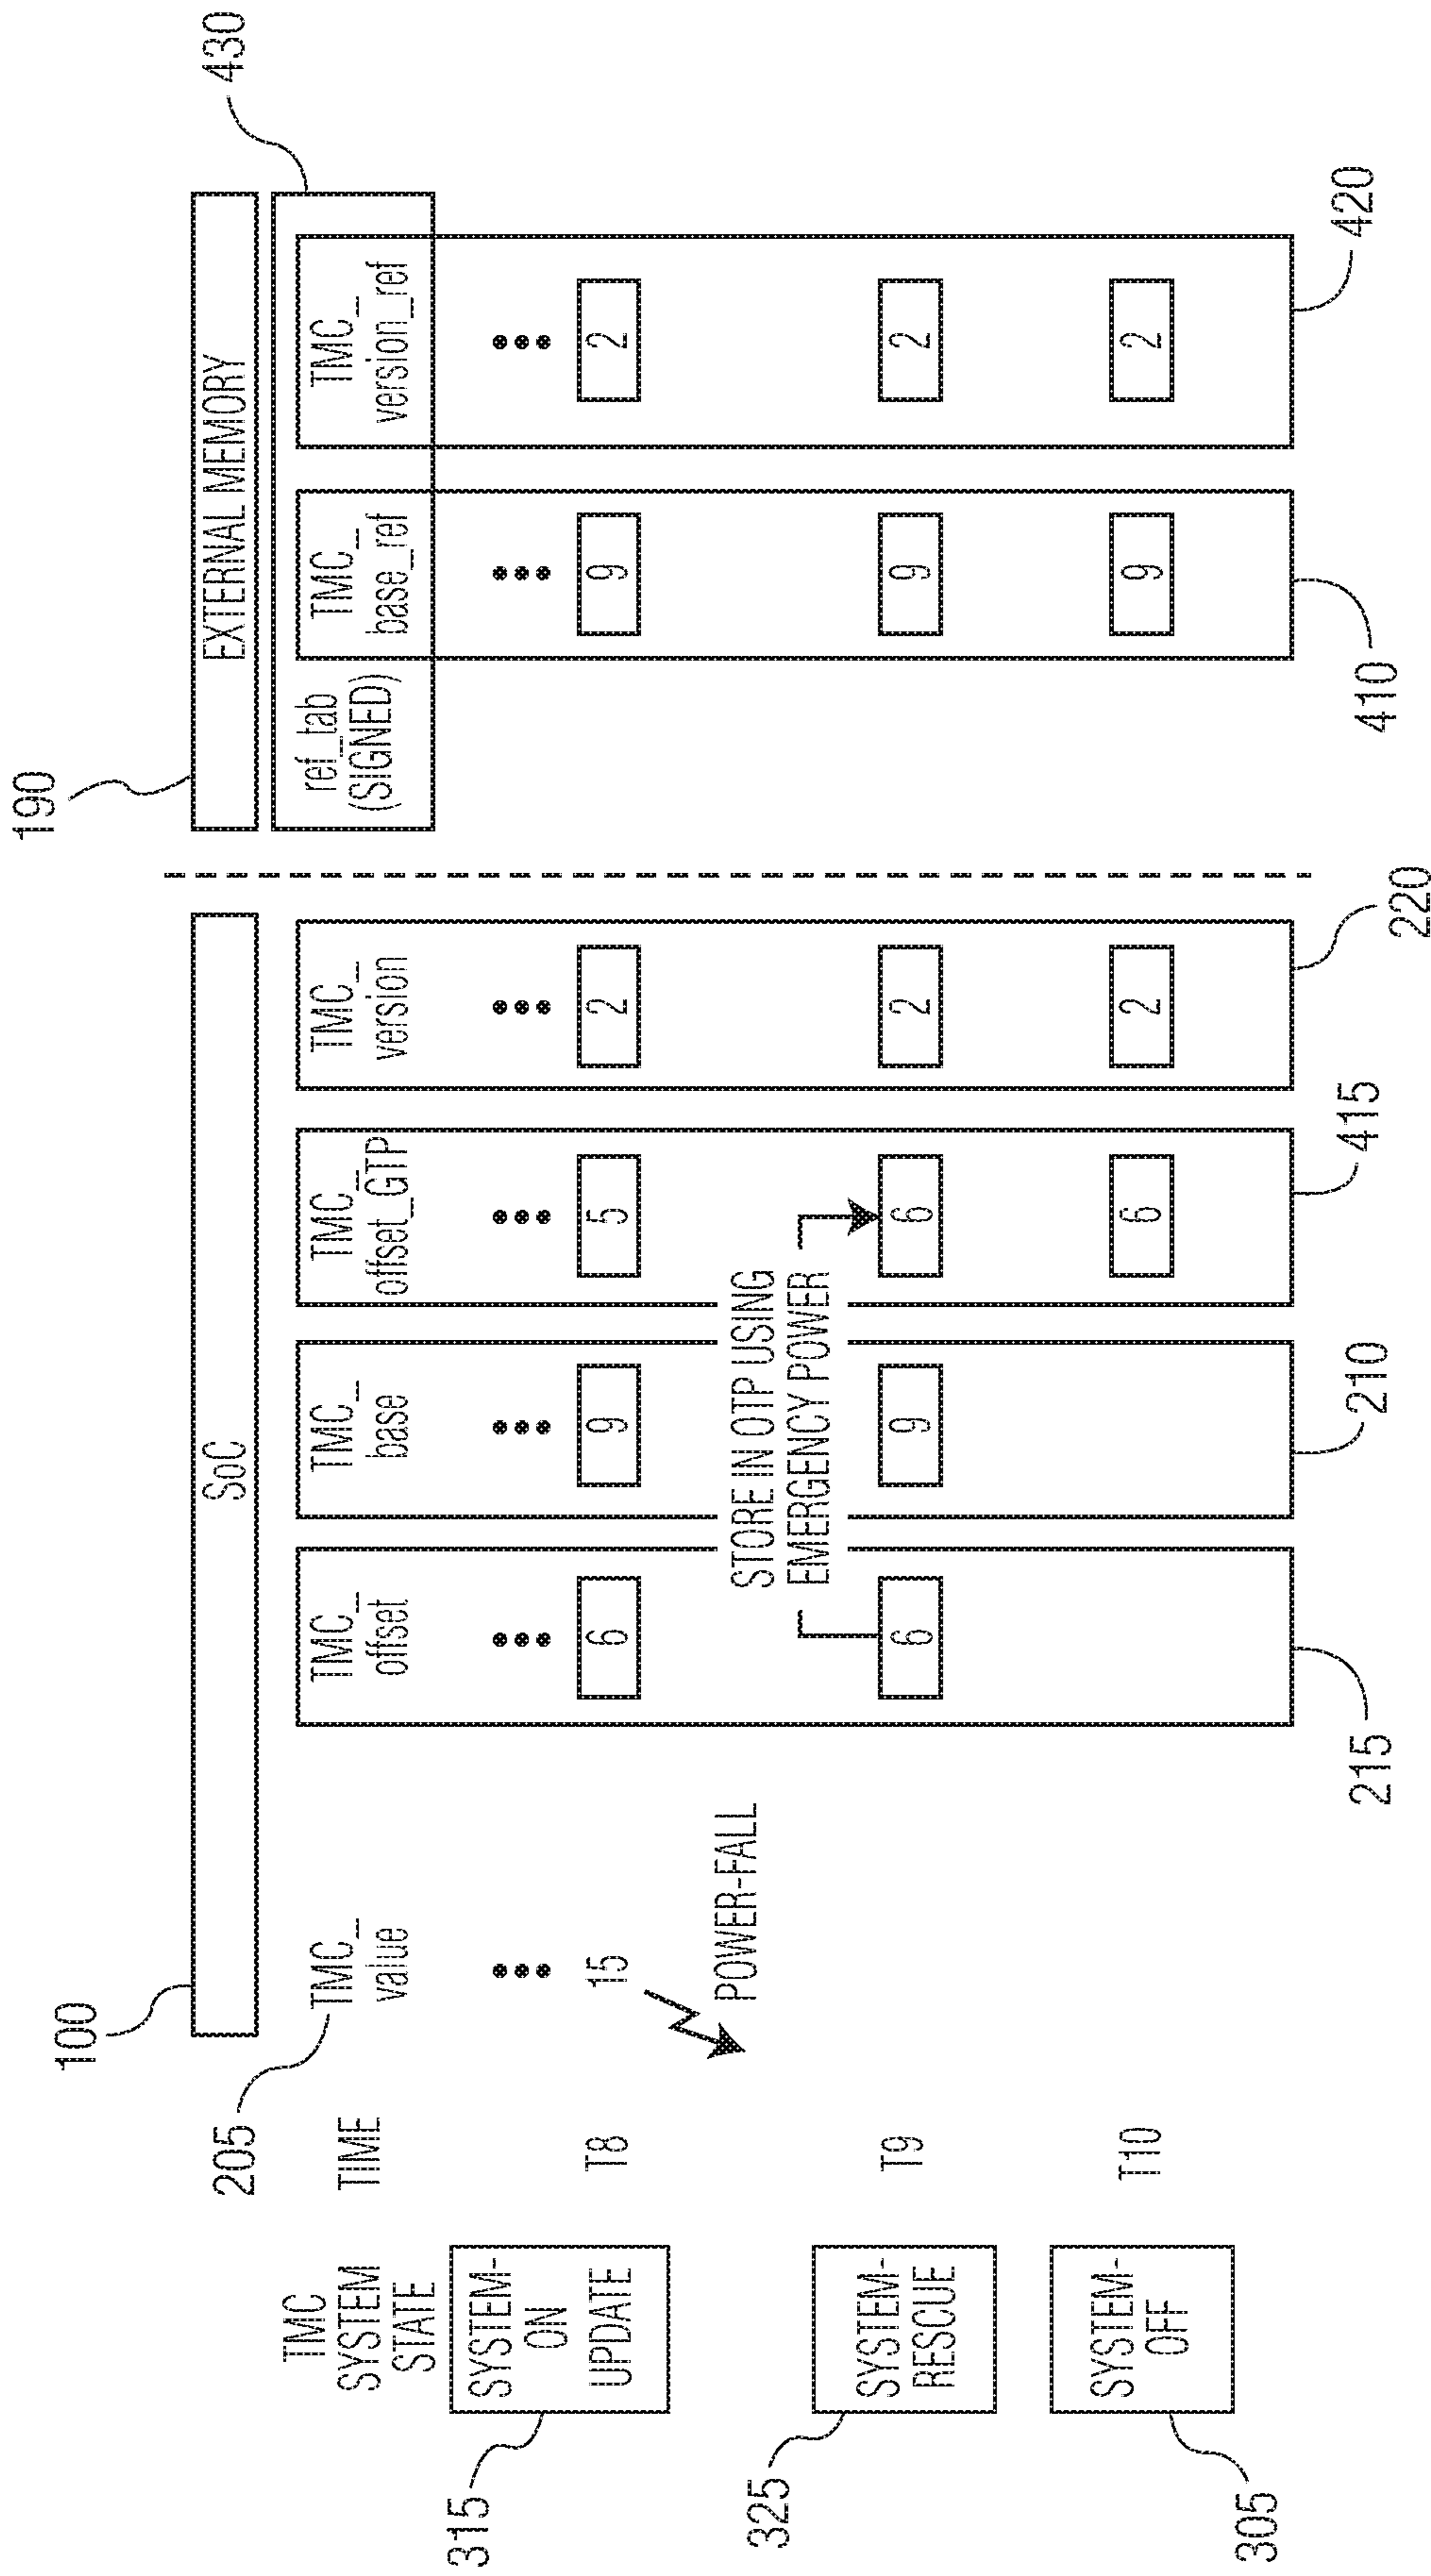 100
SoC
190
EXTERNAL MEMORY
430
TMC
SYSTEM
STATE
TIME
205
TMC_
value
TMC_
offset
TMC_
base
TMC_
offset_GTP
TMC_
version
ref_tab
(SIGNED)
TMC_
base_ref
TMC_
version_ref
315
SYSTEM-
ON
UPDATE
T8
15
6
9
5
2
9
2
POWER-FALL
STORE IN OTP USING
EMERGENCY POWER
325
SYSTEM-
RESCUE
T9
6
9
6
2
9
2
305
SYSTEM-
OFF
T10
6
2
9
2
215
210
415
220
410
420